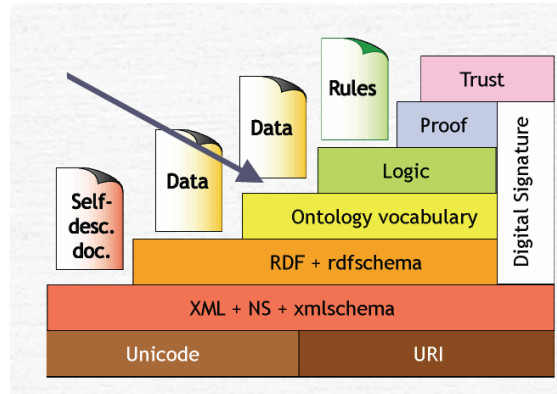 Trust
Rules
Proof
Data
Logic
Digital Signature
Data
Ontology vocabulary
Self-
desc.
doc.
RDF + rdfschema
XML + NS + xmlschema
Unicode
URI